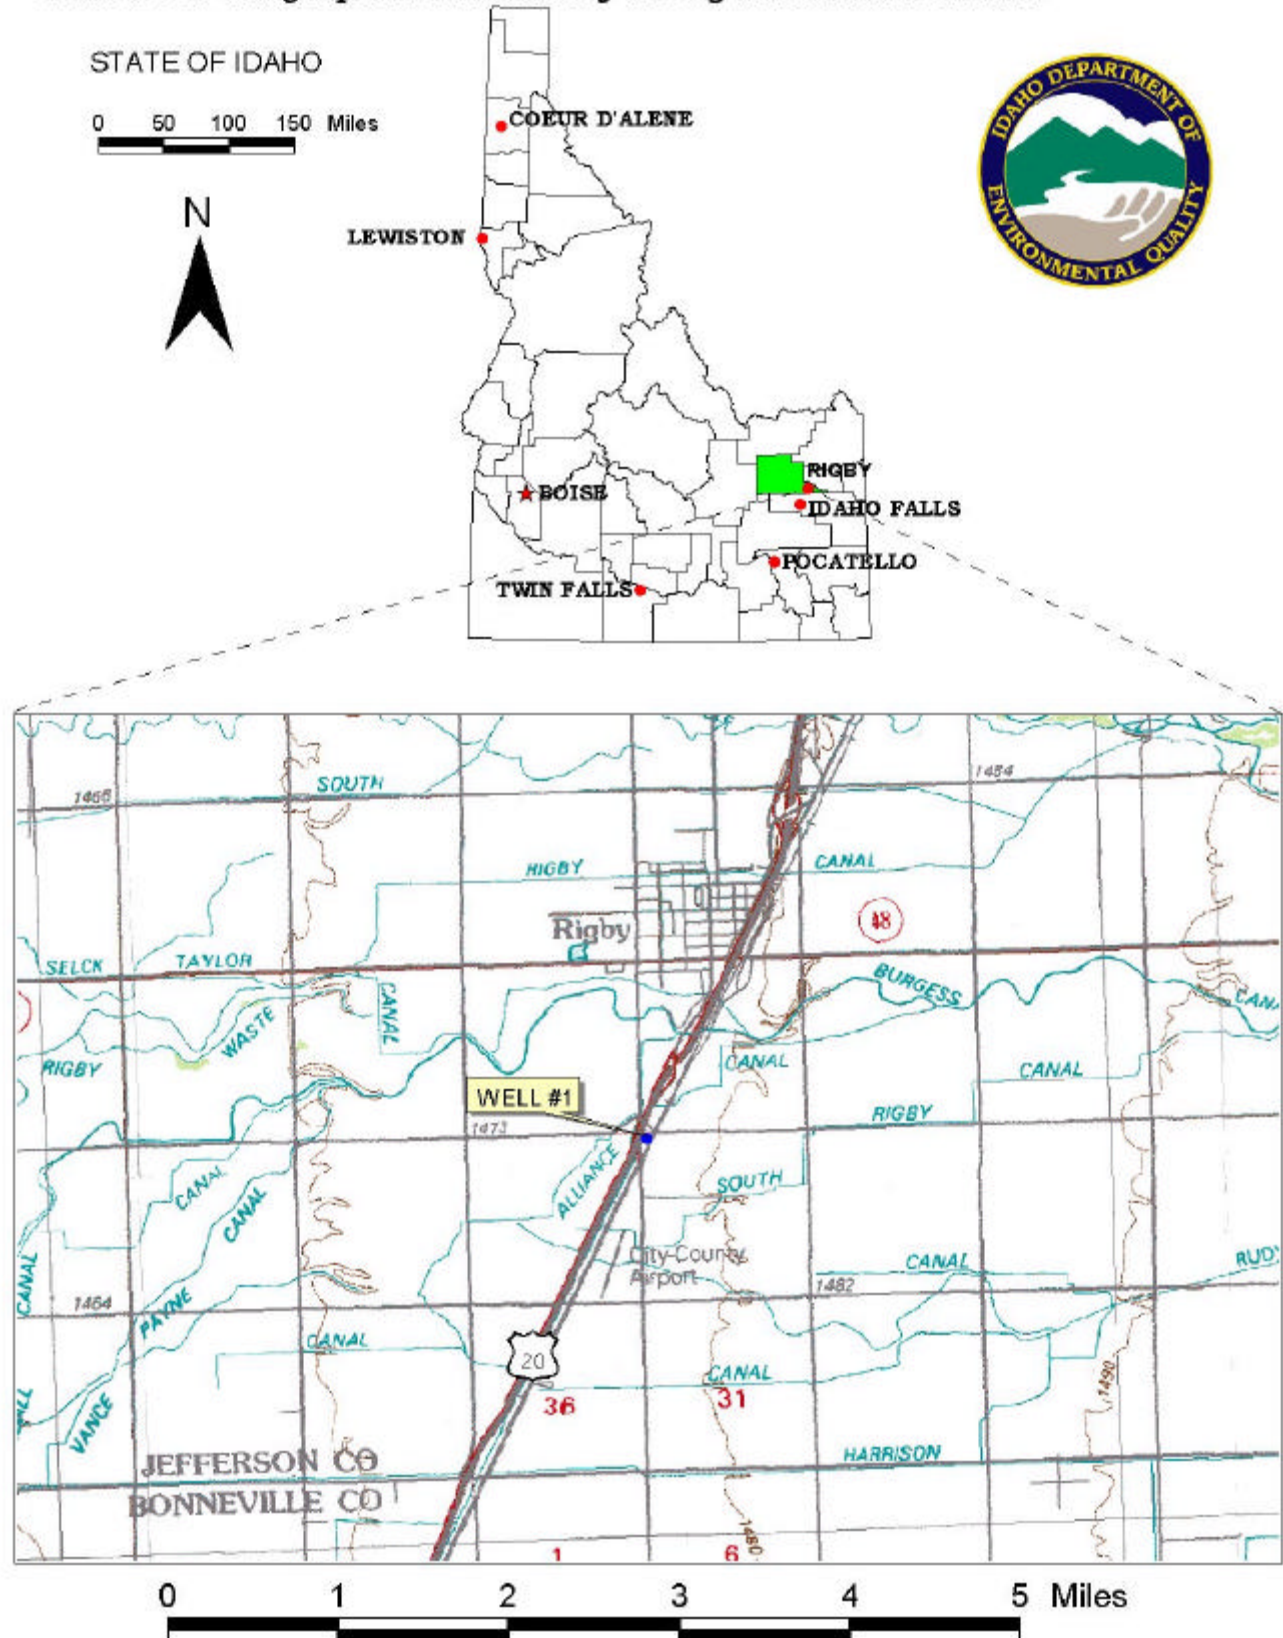 STATE OF IDAHO
0 50 100 150 Miles
N
COEUR D'ALENE
LEWISTON
IDAHO DEPARTMENT OF
ENVIRONMENTAL QUALITY
RIGBY
BOISE
IDAHO FALLS
POCATELLO
TWIN FALLS
SOUTH
1484
1466
RIGBY
CANAL
48
Rigby
SELCK
TAYLOR
BURGESS
CANAL
WASTE
RIGBY
CANAL
CANAL
WELL #1
RIGBY
1473
ALLIANCE
SOUTH
CANAL
CANAL
City-County
Airport
CANAL
CANAL
1482
1464
PAYNE
CANAL
20
CANAL
1490
36
31
VANCE
HARRISON
JEFFERSON CO
BONNEVILLE CO
1480
1
6
0 1 2 3 4 5 Miles